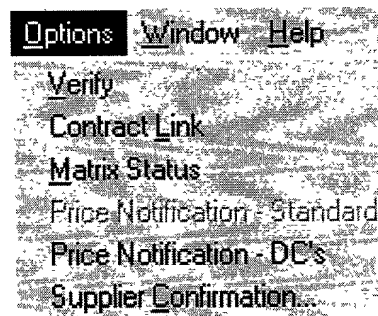 Options Window Help
Verify
Contract Link
Matrix Status
Price Notification - Standard
Price Notification - DC's
Supplier Confirmation...